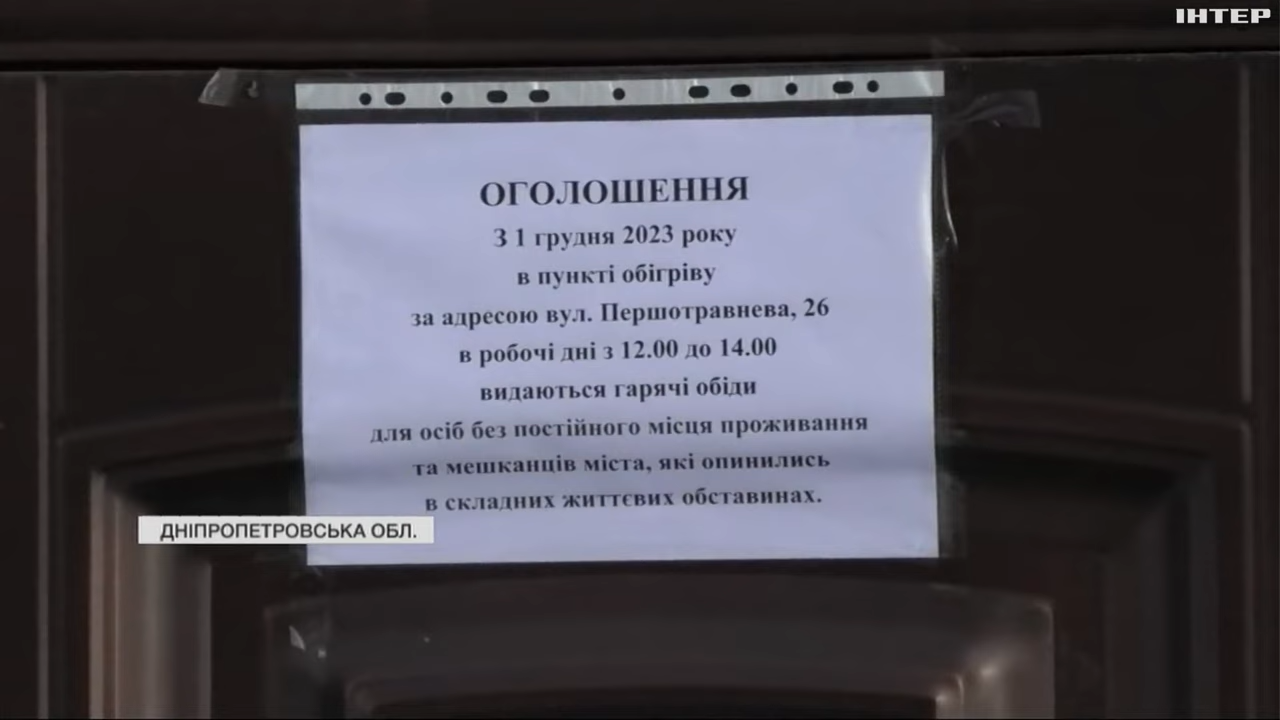 ІНТЕР
ОГОЛОШЕННЯ
З 1 грудня 2023 року
в пункті обігріву
за адресою вул. Першотравнева, 26
в робочі дні з 12.00 до 14.00
видаються гарячі обіди
для осіб без постійного місця проживання
та мешканців міста, які опинились
в складних життєвих обставинах.
ДНІПРОПЕТРОВСЬКА ОБЛ.